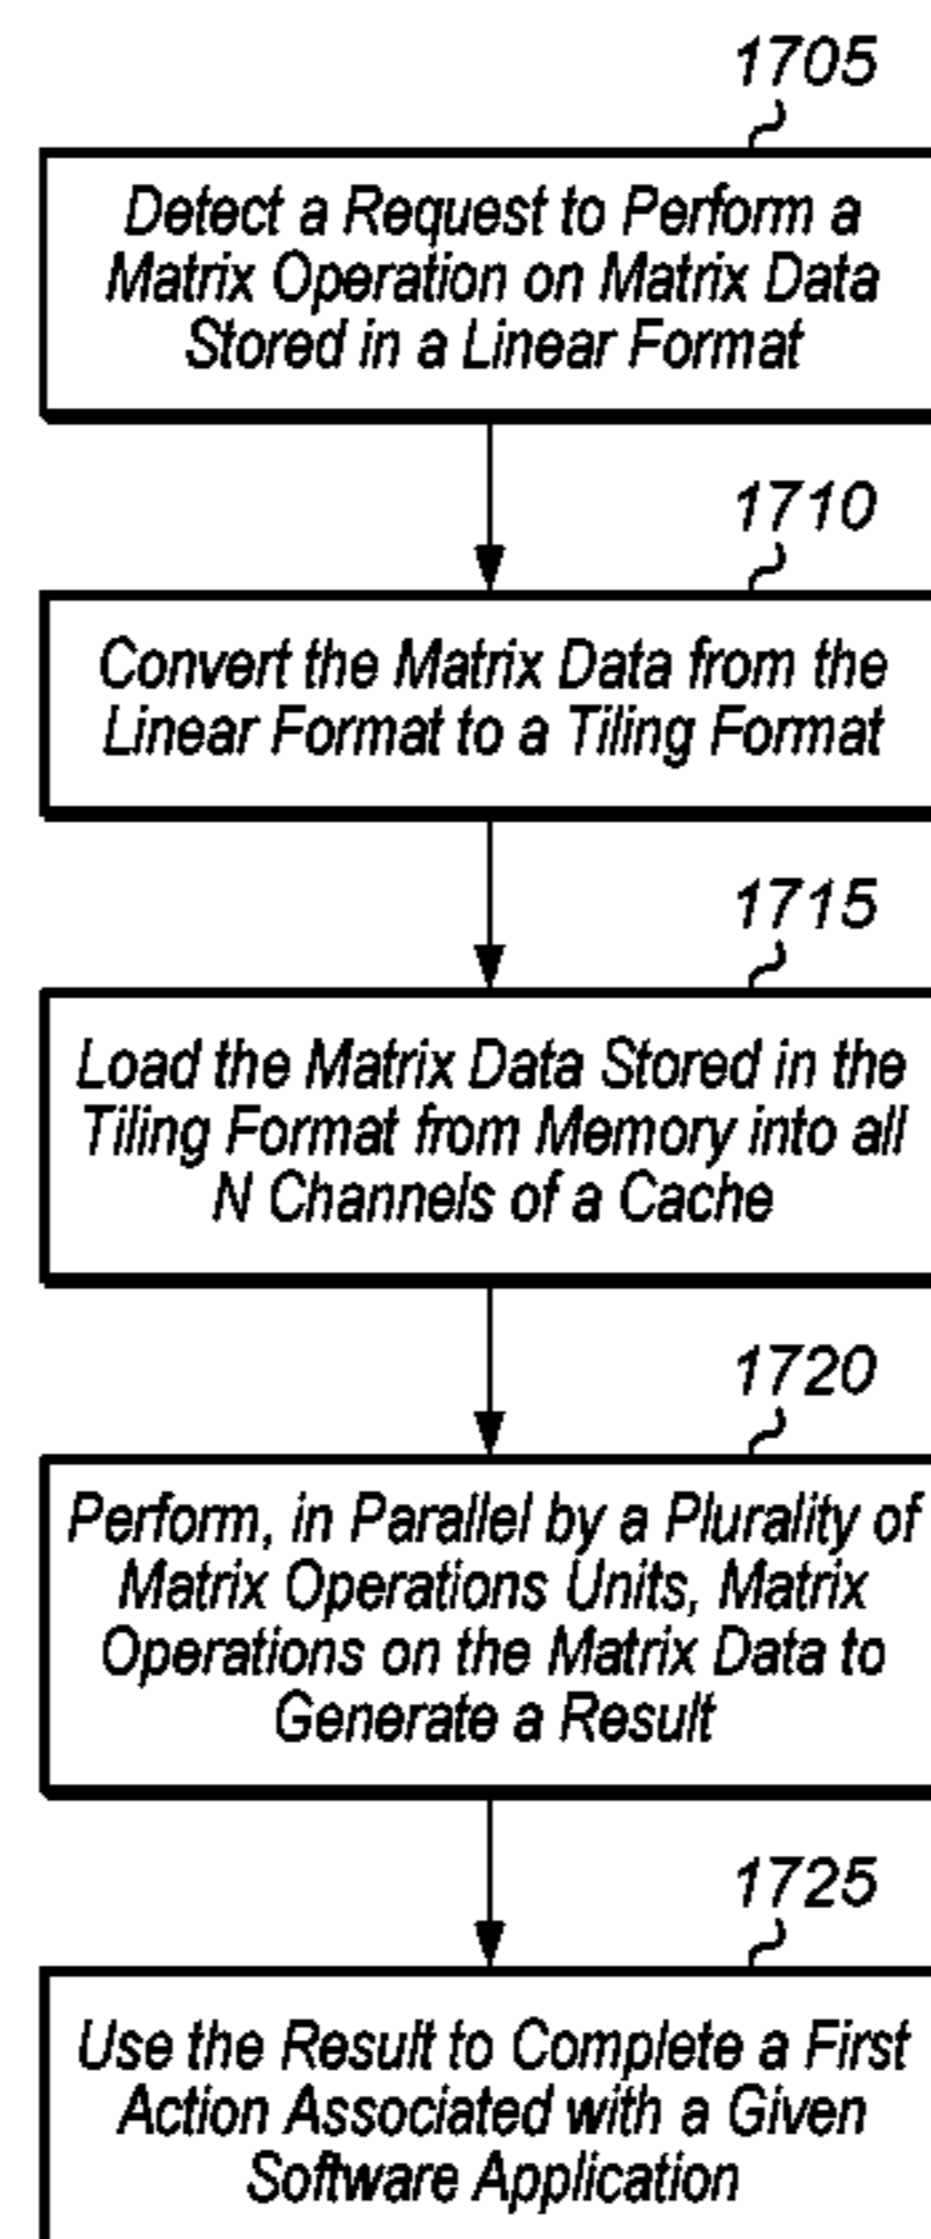 1705
Detect a Request to Perform a
Matrix Operation on Matrix Data
Stored in a Linear Format
1710
Convert the Matrix Data from the
Linear Format to a Tiling Format
1715
Load the Matrix Data Stored in the
Tiling Format from Memory into all
N Channels of a Cache
1720
Perform, in Parallel by a Plurality of
Matrix Operations Units, Matrix
Operations on the Matrix Data to
Generate a Result
1725
Use the Result to Complete a First
Action Associated with a Given
Software Application